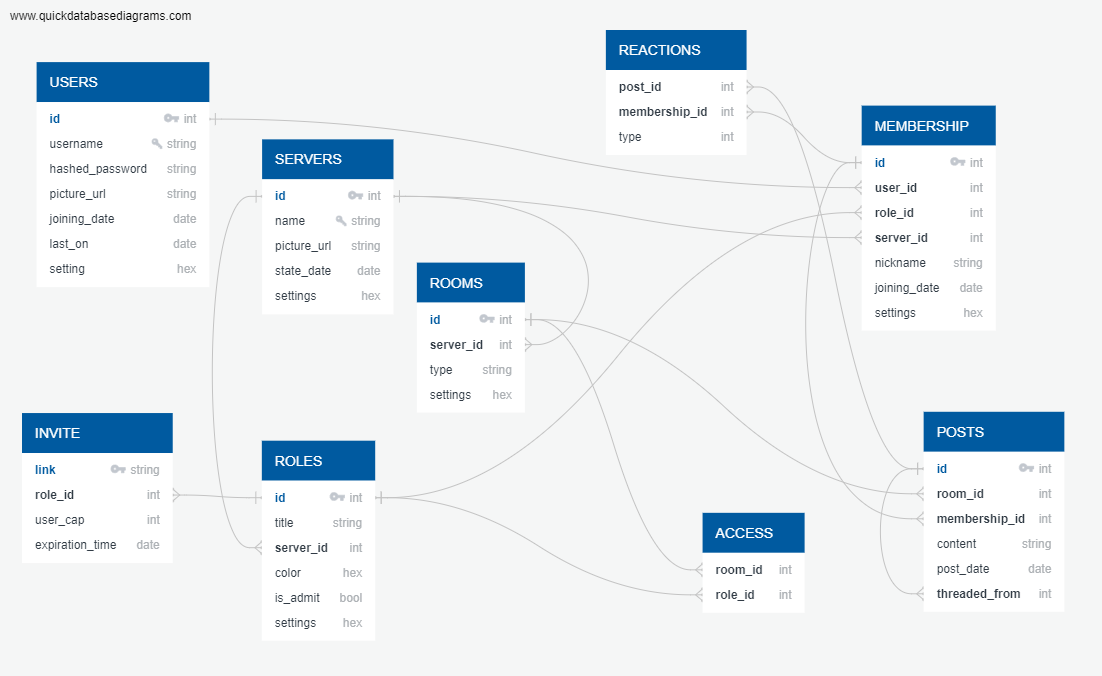 www.quickdatabasediagrams.com
USERS
id int
username string
hashed_password string
picture_url string
joining_date date
last_on date
setting hex
SERVERS
id int
name string
picture_url string
state_date date
settings hex
REACTIONS
post_id int
membership_id int
type int
MEMBERSHIP
id int
user_id int
role_id int
server_id int
nickname string
joining_date date
settings hex
ROOMS
id int
server_id int
type string
settings hex
INVITE
link string
role_id int
user_cap int
expiration_time date
ROLES
id int
title string
server_id int
color hex
is_admit bool
settings hex
ACCESS
room_id int
role_id int
POSTS
id int
room_id int
membership_id int
content string
post_date date
threaded_from int